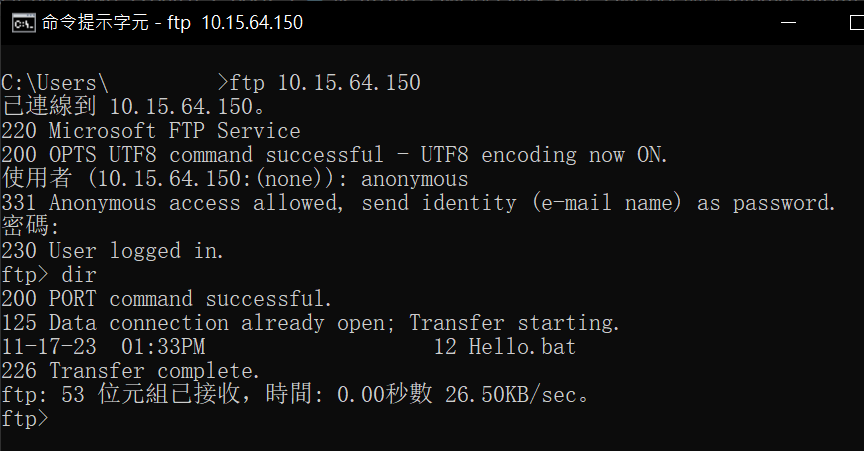 命令提示字元 - ftp 10.15.64.150
C:\Users\ >ftp 10.15.64.150
已連線到 10.15.64.150。
220 Microsoft FTP Service
200 OPTS UTF8 command successful - UTF8 encoding now ON.
使用者 (10.15.64.150:(none)): anonymous
331 Anonymous access allowed, send identity (e-mail name) as password.
密碼:
230 User logged in.
ftp> dir
200 PORT command successful.
125 Data connection already open; Transfer starting.
11-17-23  01:33PM                   12 Hello.bat
226 Transfer complete.
ftp: 53 位元組已接收，時間: 0.00秒數 26.50KB/sec。
ftp>